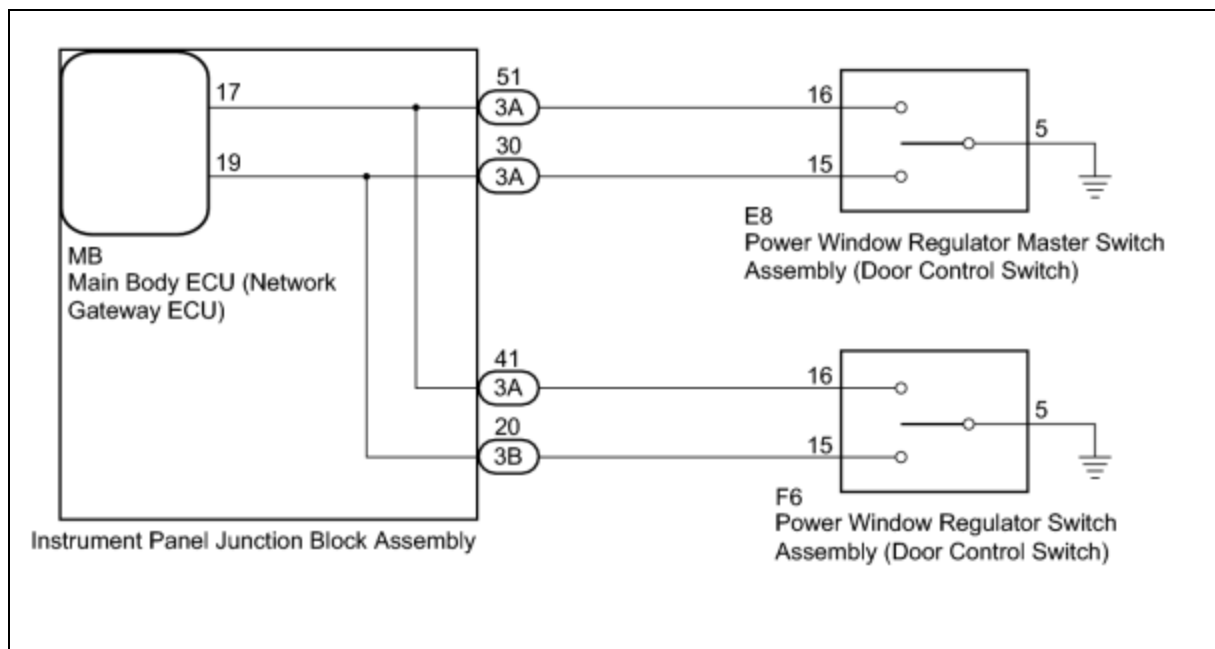 17
51
3A
16
5
19
30
3A
15
E8
Power Window Regulator Master Switch
Assembly (Door Control Switch)
MB
Main Body ECU (Network
Gateway ECU)
41
3A
16
5
20
3B
15
F6
Power Window Regulator Switch
Assembly (Door Control Switch)
Instrument Panel Junction Block Assembly